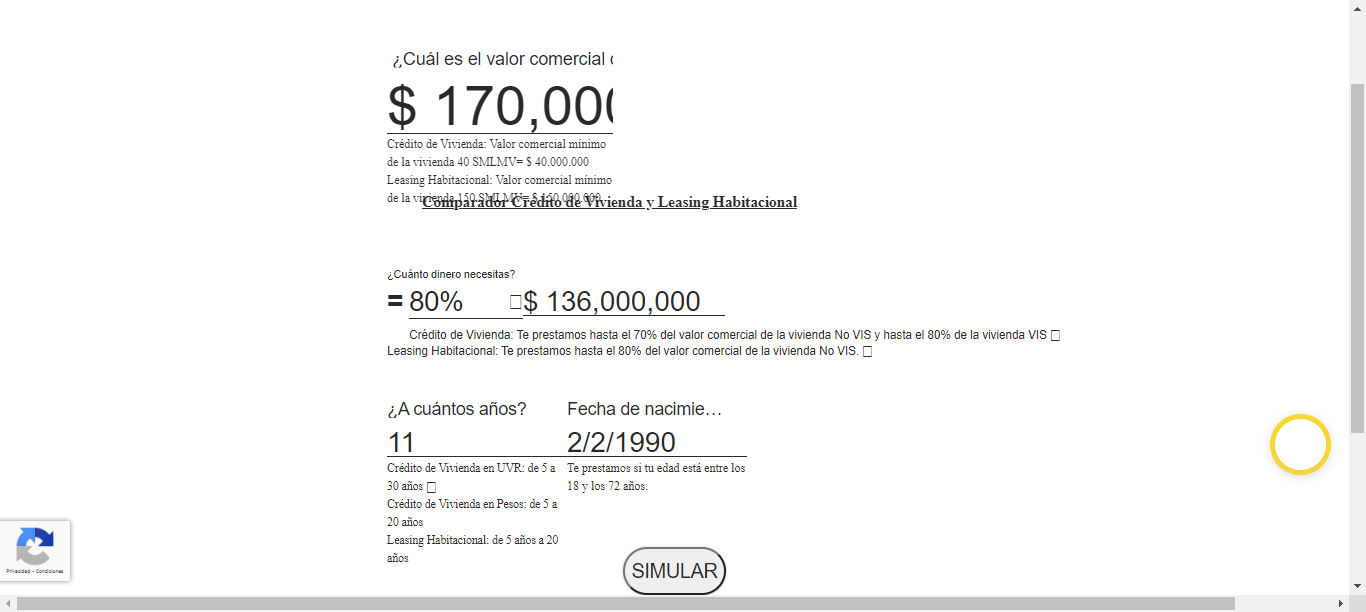 ¿Cuál es el valor comercial
$ 170,000
Crédito de Vivienda: Valor comercial mínimo
de la vivienda 40 SMLMV= $ 40.000.000
Leasing Habitacional: Valor comercial mínimo
de la vivienda 150 SMLMV= $ 150.000.000
Comparador Crédito de Vivienda y Leasing Habitacional
¿Cuánto dinero necesitas?
= 80% $ 136,000,000
Crédito de Vivienda: Te prestamos hasta el 70% del valor comercial de la vivienda No VIS y hasta el 80% de la vivienda VIS
Leasing Habitacional: Te prestamos hasta el 80% del valor comercial de la vivienda No VIS.
¿A cuántos años? Fecha de nacimie…
11 2/2/1990
Crédito de Vivienda en UVR: de 5 a
30 años
Crédito de Vivienda en Pesos: de 5 a
20 años
Leasing Habitacional: de 5 años a 20
años
Te prestamos si tu edad está entre los
18 y los 72 años.
SIMULAR
Privacidad - Condiciones